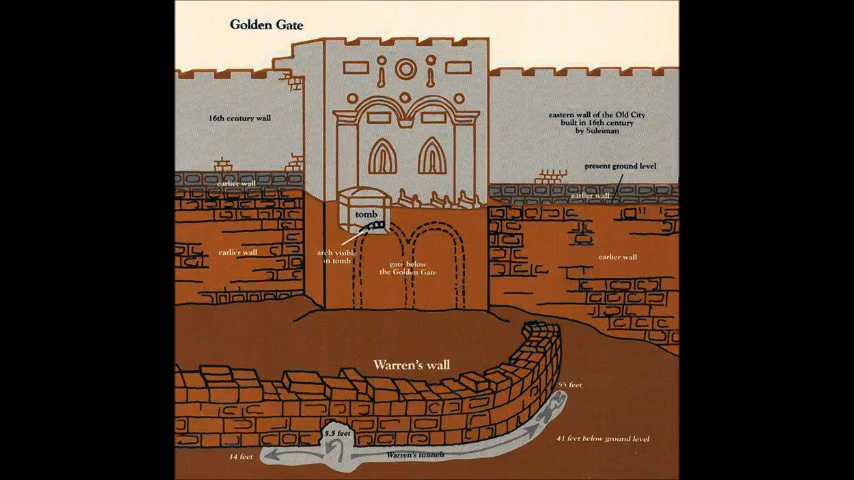 Golden Gate
16th century wall
eastern wall of the Old City
built in 16th century
by Suleiman
present ground level
earlier wall
earlier wall
tomb
arch visible
in tomb
earlier wall
gate below
the Golden Gate
earlier wall
Warren's wall
55 feet
5.5 feet
41 feet below ground level
14 feet
Warren's tunnels